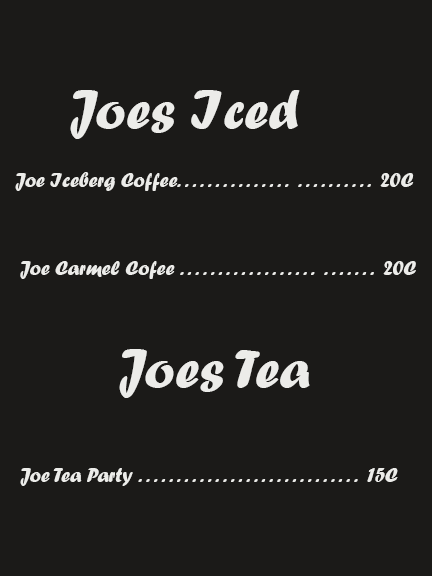 Joes Iced
Joe Iceberg Coffee............... .......... 20C
Joe Carmel Cofee .................. ....... 20C
Joes Tea
Joe Tea Party ............................. 15C